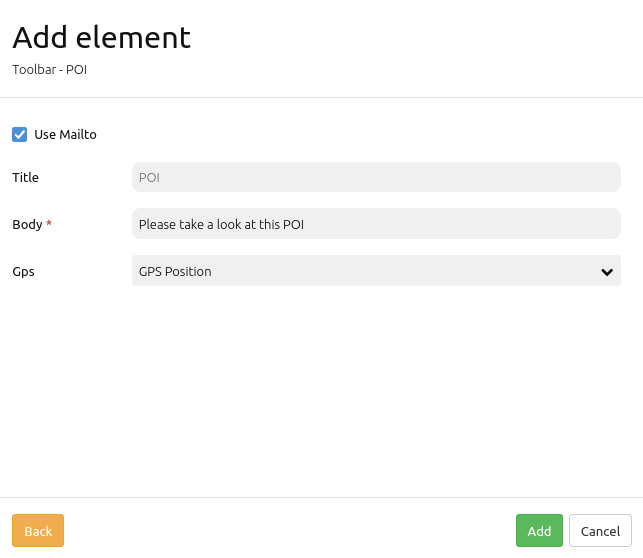 Add element
Toolbar - POI
Use Mailto
Title POI
Body * Please take a look at this POI
Gps GPS Position
Back Add Cancel